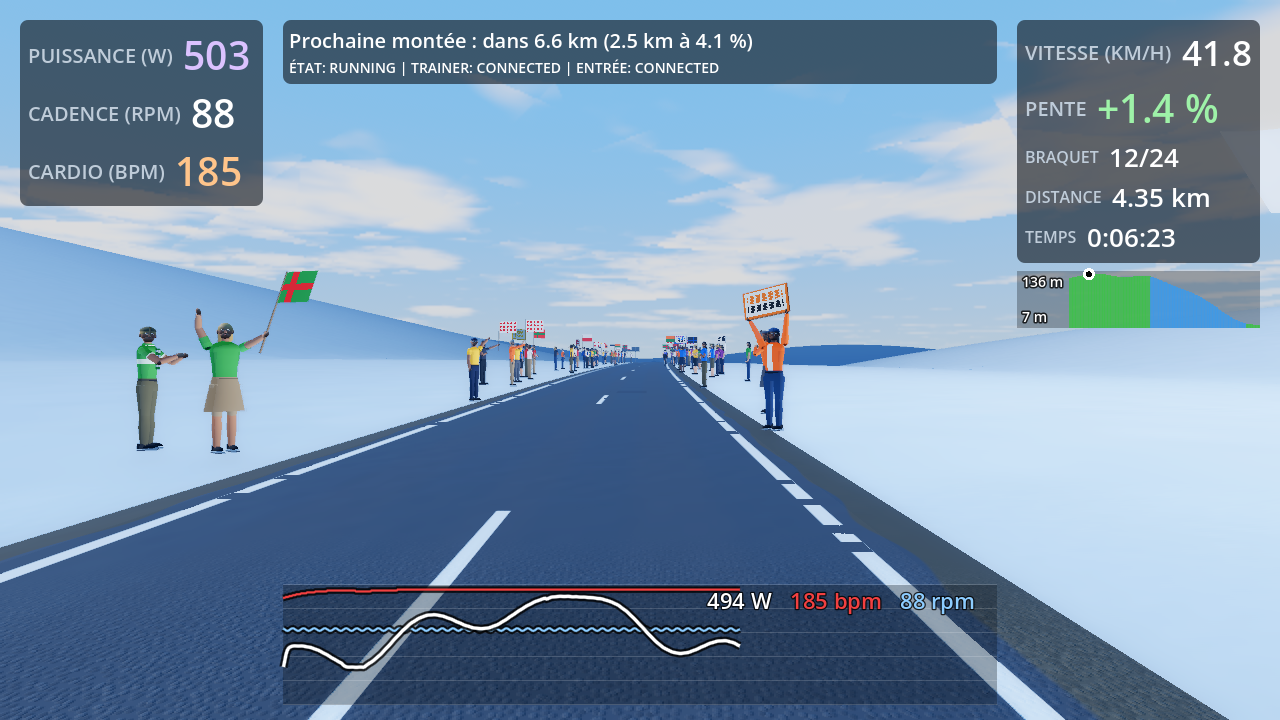 PUISSANCE (W) 503
CADENCE (RPM) 88
CARDIO (BPM) 185
Prochaine montée : dans 6.6 km (2.5 km à 4.1 %)
ÉTAT: RUNNING | TRAINER: CONNECTED | ENTRÉE: CONNECTED
VITESSE (KM/H) 41.8
PENTE +1.4 %
BRAQUET 12/24
DISTANCE 4.35 km
TEMPS 0:06:23
136 m
7 m
494 W 185 bpm 88 rpm